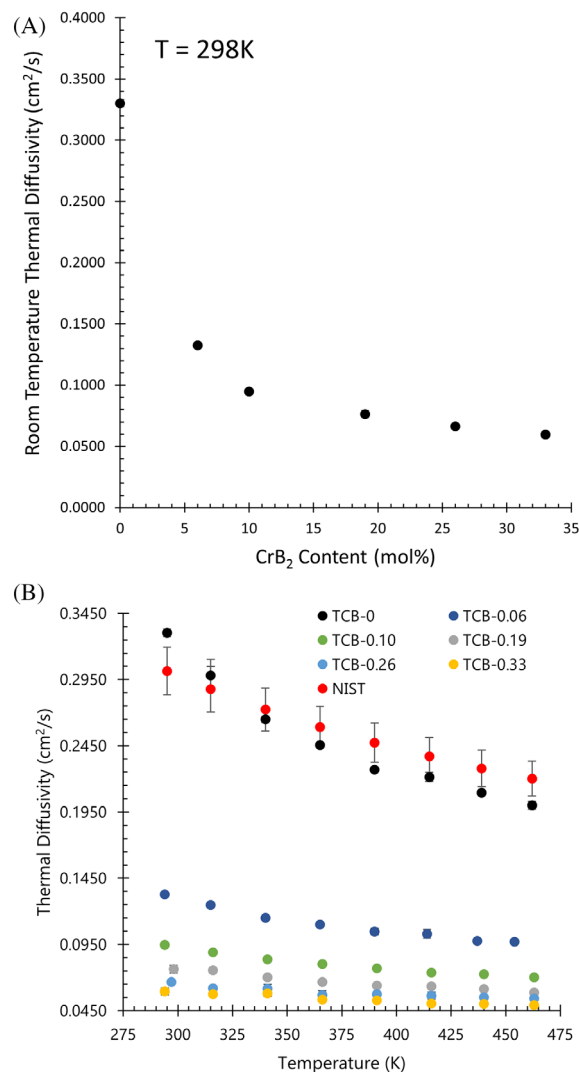 (A)
0.4000
T = 298K
0.3500
0.3000
0.2500
0.2000
0.1500
0.1000
0.0500
0.0000
Room Temperature Thermal Diffusivity (cm²/s)
0 5 10 15 20 25 30 35
CrB₂ Content (mol%)
(B)
0.3450
TCB-0 TCB-0.06
TCB-0.10 TCB-0.19
TCB-0.26 TCB-0.33
NIST
0.2950
0.2450
0.1950
0.1450
0.0950
0.0450
Thermal Diffusivity (cm²/s)
275 300 325 350 375 400 425 450 475
Temperature (K)